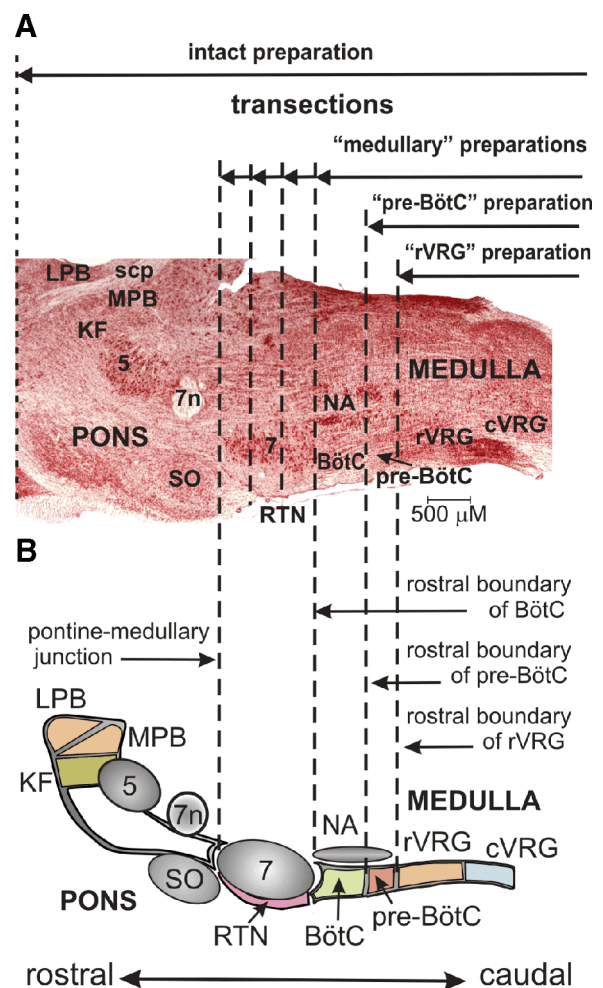 A
intact preparation
transections
“medullary” preparations
“pre-BötC” preparation
“rVRG” preparation
LPB scp
MPB
KF
5
7n
NA
MEDULLA
PONS
7
rVRG cVRG
SO
BötC
pre-BötC
RTN
500 µM
B
rostral boundary
of BötC
pontine-medullary
junction
rostral boundary
of pre-BötC
LPB
rostral boundary
of rVRG
MPB
KF
5
7n
MEDULLA
NA
rVRG cVRG
7
SO
PONS
RTN BötC pre-BötC
rostral caudal